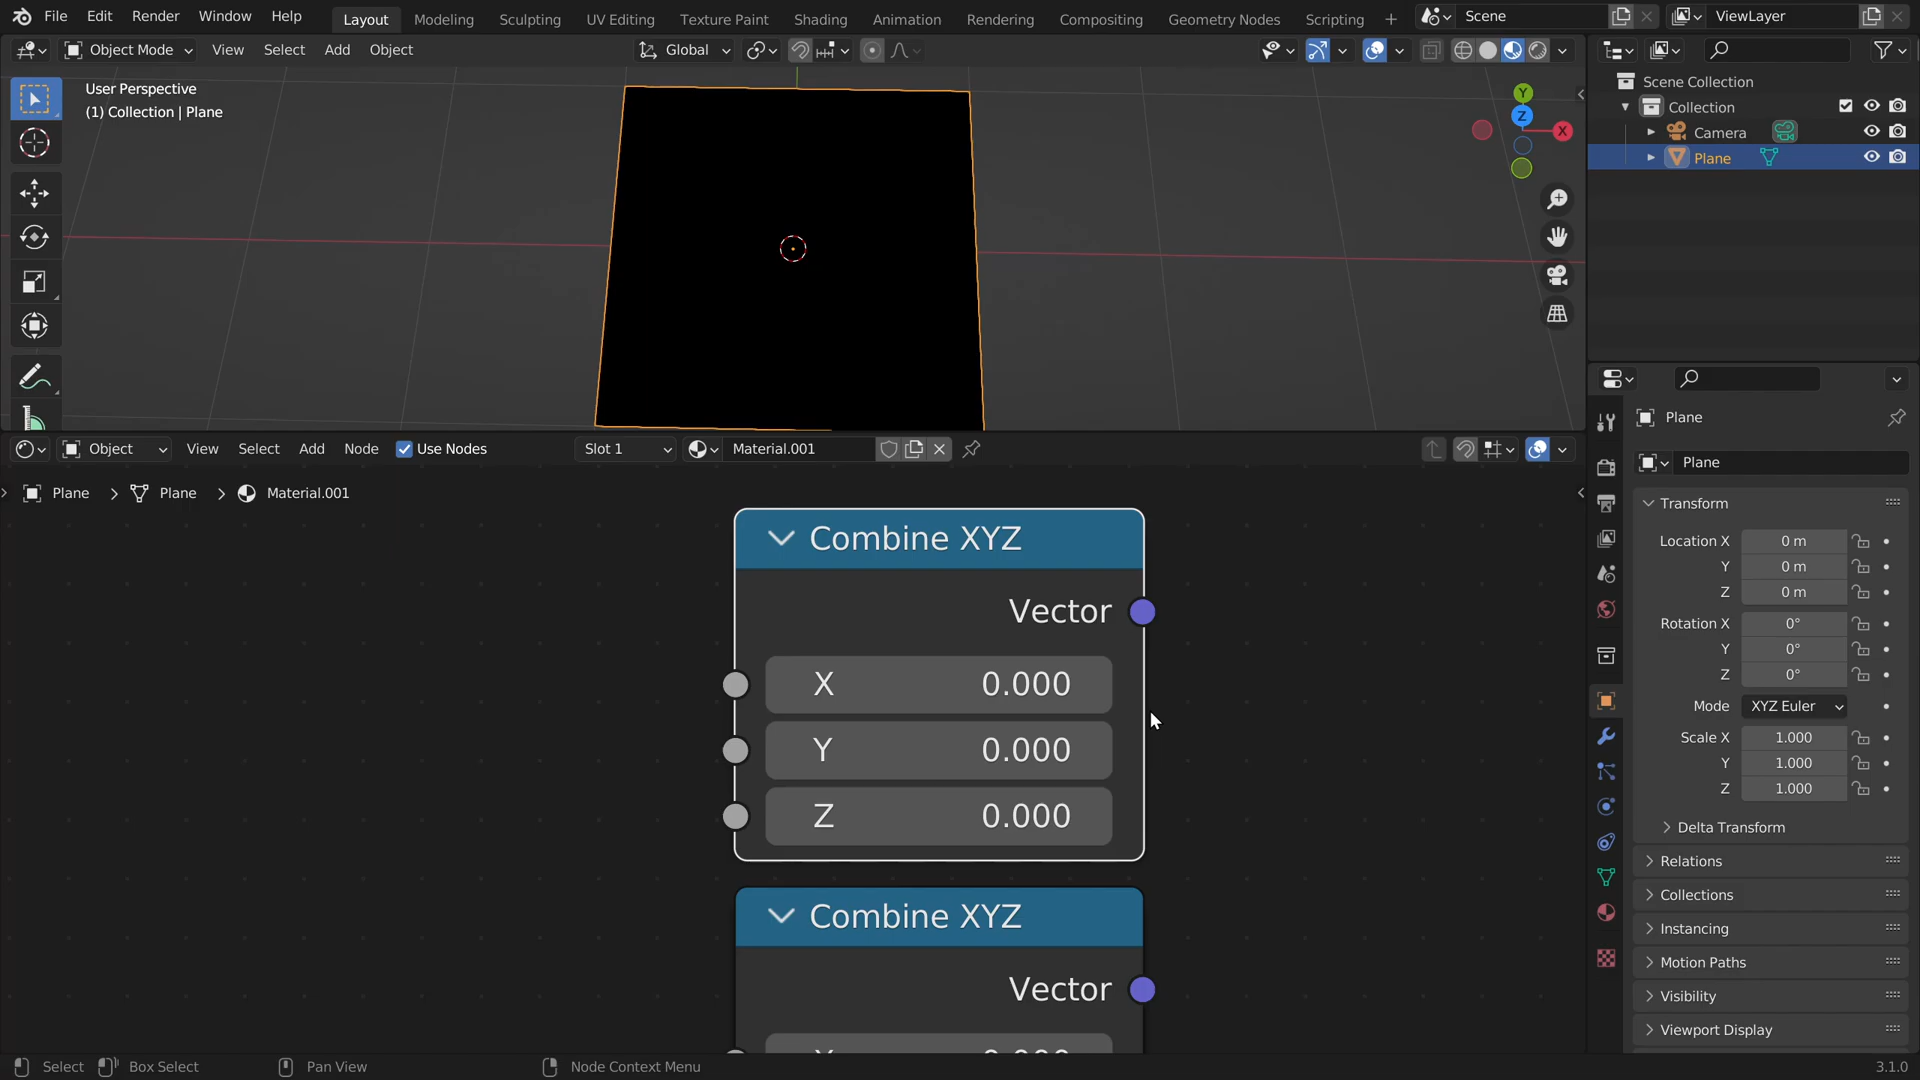 File Edit Render Window Help Layout Modeling Sculpting UV Editing Texture Paint Shading Animation Rendering Compositing Geometry Nodes Scripting + Scene ViewLayer
Object Mode View Select Add Object Global
User Perspective
(1) Collection | Plane
X
Y
Z
Scene Collection
Collection
Camera
Plane
Object View Select Add Node Use Nodes Slot 1 Material.001
Plane > Plane > Material.001
Combine XYZ
Vector
X 0.000
Y 0.000
Z 0.000
Combine XYZ
Vector
Plane
Plane
Transform
Location X 0 m
Y 0 m
Z 0 m
Rotation X 0°
Y 0°
Z 0°
Mode XYZ Euler
Scale X 1.000
Y 1.000
Z 1.000
Delta Transform
Relations
Collections
Instancing
Motion Paths
Visibility
Viewport Display
Select Box Select Pan View Node Context Menu 3.1.0